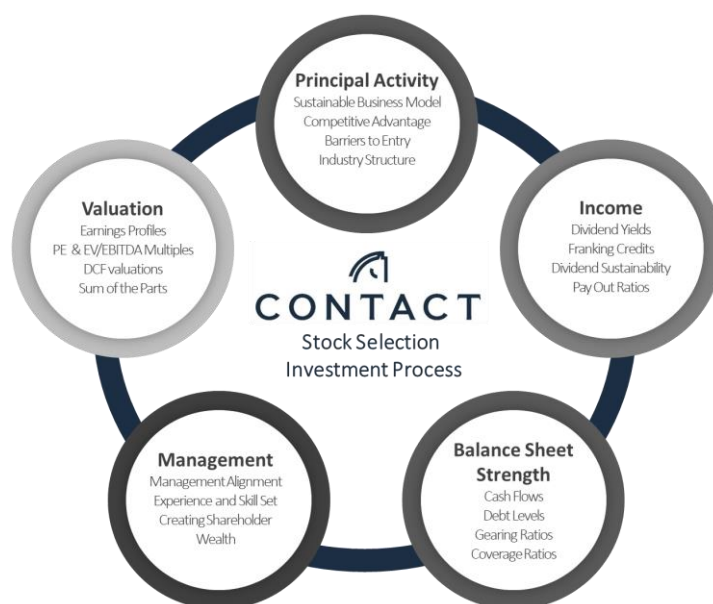 Principal Activity
Sustainable Business Model
Competitive Advantage
Barriers to Entry
Industry Structure
Valuation
Earnings Profiles
PE & EV/EBITDA Multiples
DCF valuations
Sum of the Parts
Income
Dividend Yields
Franking Credits
Dividend Sustainability
Pay Out Ratios
CONTACT
Stock Selection
Investment Process
Management
Management Alignment
Experience and Skill Set
Creating Shareholder
Wealth
Balance Sheet
Strength
Cash Flows
Debt Levels
Gearing Ratios
Coverage Ratios